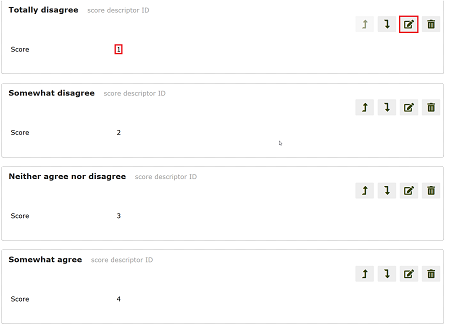 Totally disagree score descriptor ID
Score 1
Somewhat disagree score descriptor ID
Score 2
Neither agree nor disagree score descriptor ID
Score 3
Somewhat agree score descriptor ID
Score 4